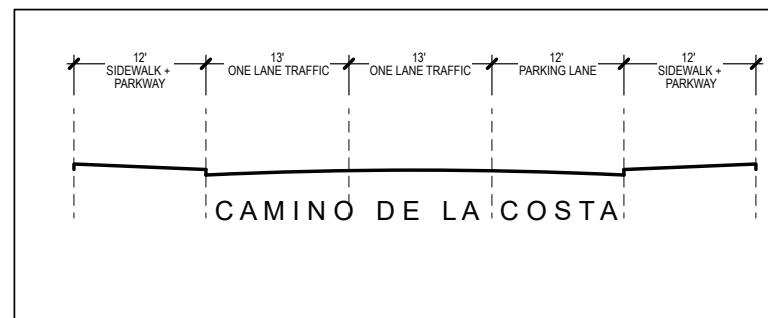 12'
SIDEWALK +
PARKWAY
13'
ONE LANE TRAFFIC
13'
ONE LANE TRAFFIC
12'
PARKING LANE
12'
SIDEWALK +
PARKWAY
CAMINO DE LA COSTA